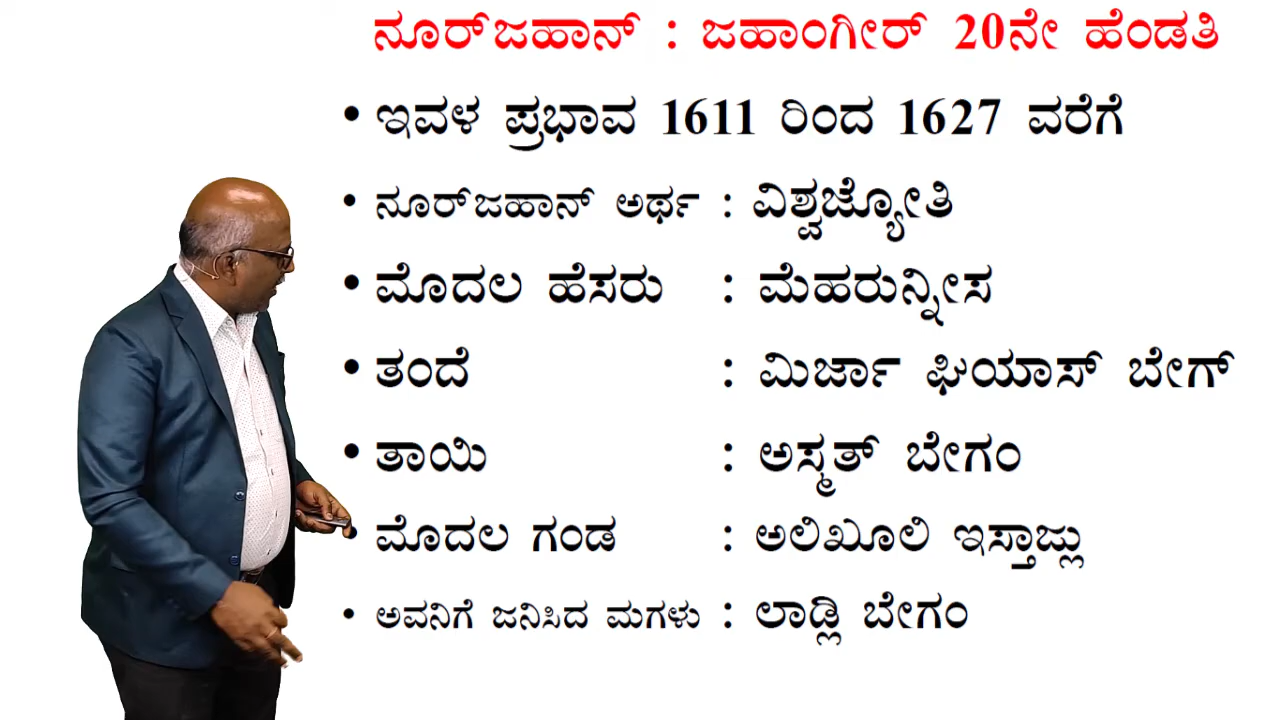 ನೂರ್‌ಜಹಾನ್ : ಜಹಾಂಗೀರ್ 20ನೇ ಹೆಂಡತಿ
• ಇವಳ ಪ್ರಭಾವ 1611 ರಿಂದ 1627 ವರೆಗೆ
• ನೂರ್‌ಜಹಾನ್ ಅರ್ಥ : ವಿಶ್ವಜ್ಯೋತಿ
• ಮೊದಲ ಹೆಸರು : ಮೆಹರುನ್ನೀಸ
• ತಂದೆ : ಮಿರ್ಜಾ ಘಿಯಾಸ್ ಬೇಗ್
• ತಾಯಿ : ಅಸ್ಮತ್ ಬೇಗಂ
• ಮೊದಲ ಗಂಡ : ಅಲಿಖೂಲಿ ಇಸ್ತಾಜ್ಲು
• ಅವನಿಗೆ ಜನಿಸಿದ ಮಗಳು : ಲಾಡ್ಲಿ ಬೇಗಂ